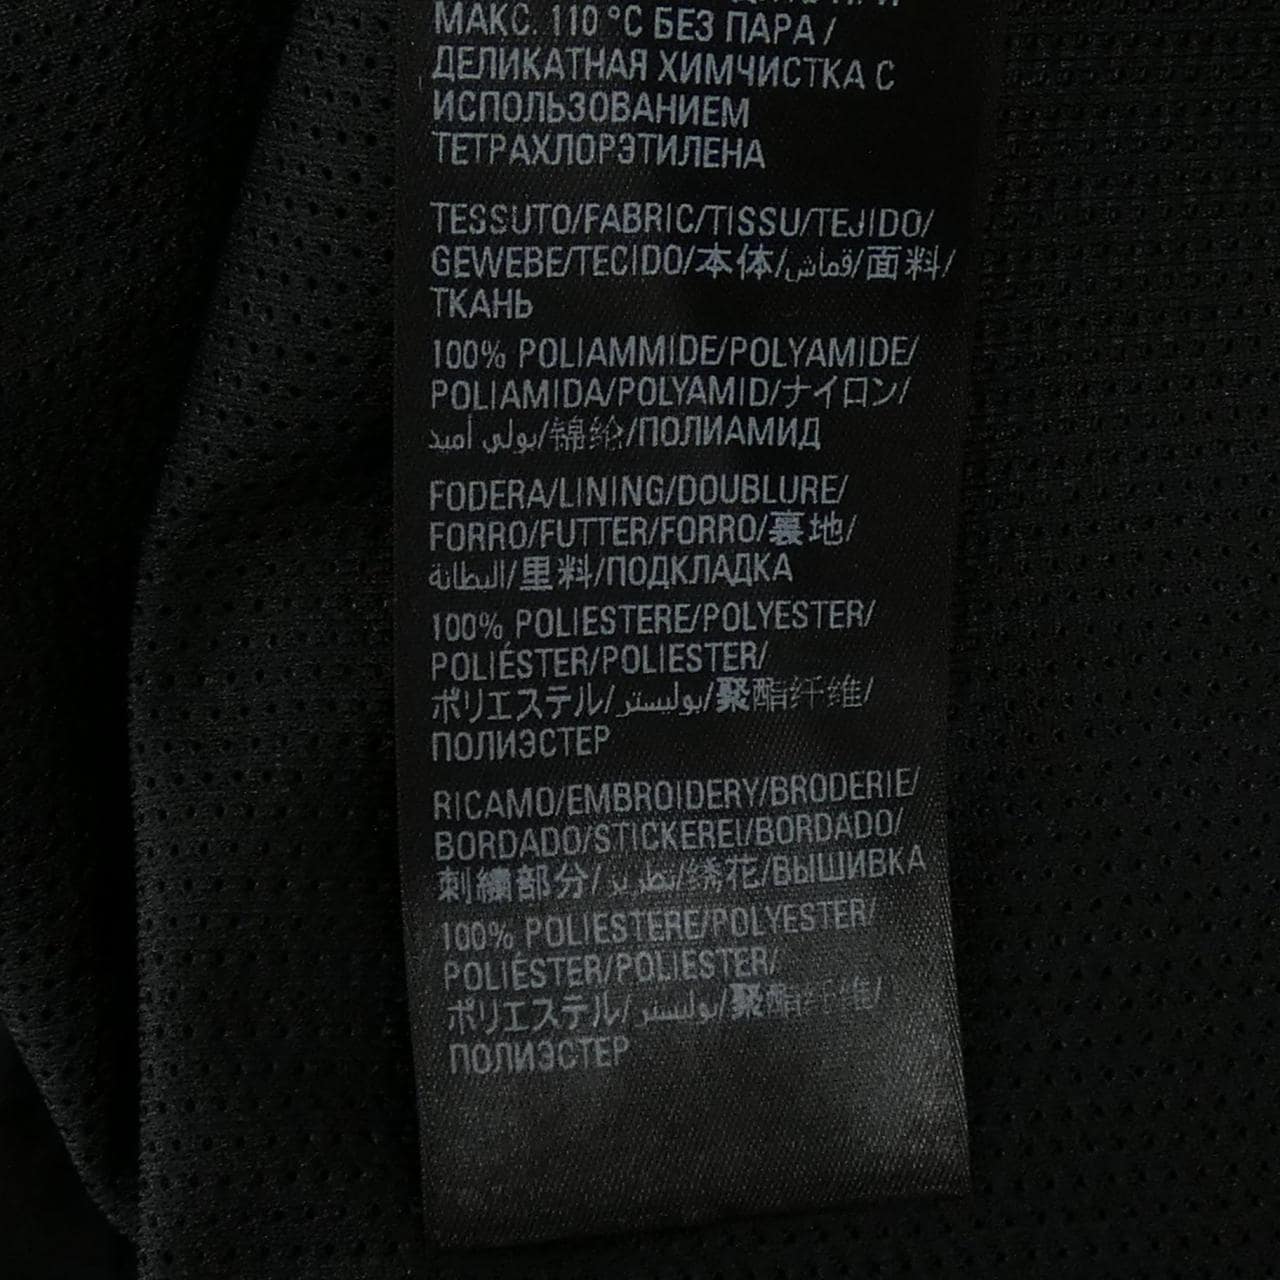 МАКС. 110 °C БЕЗ ПАРА /
ДЕЛИКАТНАЯ ХИМЧИСТКА С
ИСПОЛЬЗОВАНИЕМ
ТЕТРАХЛОРЭТИЛЕНА
TESSUTO/FABRIC/TISSU/TEJIDO/
GEWEBE/TECIDO/本体/قماش/面料/
ТКАНЬ
100% POLIAMMIDE/POLYAMIDE/
POLIAMIDA/POLYAMID/ナイロン/
بولي أميد/锦纶/ПОЛИАМИД
FODERA/LINING/DOUBLURE/
FORRO/FUTTER/FORRO/裏地/
البطانة/里料/ПОДКЛАДКА
100% POLIESTERE/POLYESTER/
POLIÉSTER/POLIESTER/
ポリエステル/بوليستر/聚酯纤维/
ПОЛИЭСТЕР
RICAMO/EMBROIDERY/BRODERIE/
BORDADO/STICKEREI/BORDADO/
刺繍部分/تطريز/绣花/ВЫШИВКА
100% POLIESTERE/POLYESTER/
POLIÉSTER/POLIESTER/
ポリエステル/بوليستر/聚酯纤维/
ПОЛИЭСТЕР